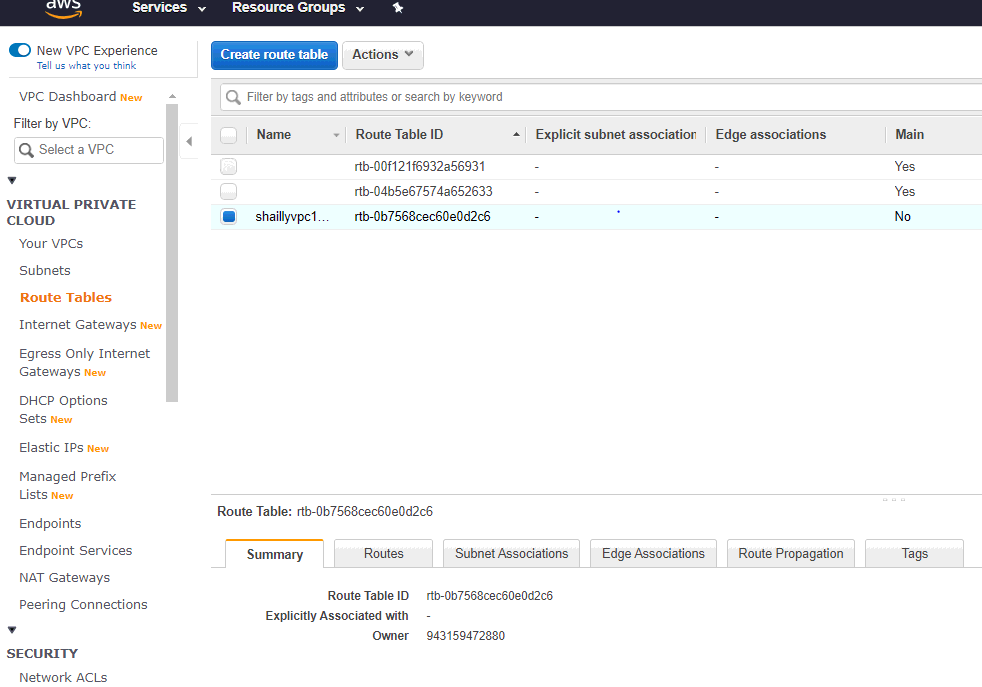 aws
Services
Resource Groups
New VPC Experience
Tell us what you think
VPC Dashboard New
Filter by VPC:
Select a VPC
VIRTUAL PRIVATE
CLOUD
Your VPCs
Subnets
Route Tables
Internet Gateways New
Egress Only Internet
Gateways New
DHCP Options
Sets New
Elastic IPs New
Managed Prefix
Lists New
Endpoints
Endpoint Services
NAT Gateways
Peering Connections
SECURITY
Network ACLs
Create route table Actions
Filter by tags and attributes or search by keyword
Name Route Table ID Explicit subnet association Edge associations Main
rtb-00f121f6932a56931 - - Yes
rtb-04b5e67574a652633 - - Yes
shaillyvpc1... rtb-0b7568cec60e0d2c6 - - No
Route Table: rtb-0b7568cec60e0d2c6
Summary Routes Subnet Associations Edge Associations Route Propagation Tags
Route Table ID rtb-0b7568cec60e0d2c6
Explicitly Associated with -
Owner 943159472880